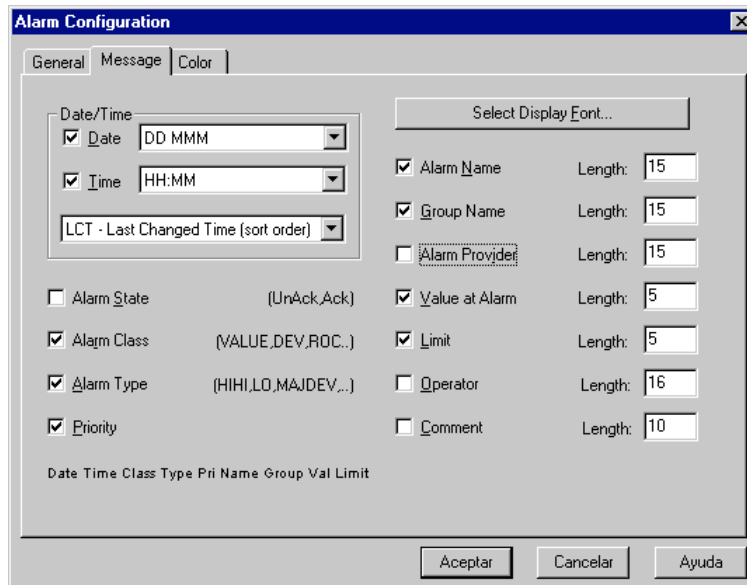 Alarm Configuration
General Message Color
Date/Time
Date DD MMM
Time HH:MM
LCT - Last Changed Time (sort order)
Alarm State (UnAck,Ack)
Alarm Class (VALUE,DEV,ROC..)
Alarm Type (HIHI,LO,MAJDEV,..)
Priority
Select Display Font...
Alarm Name Length: 15
Group Name Length: 15
Alarm Provider Length: 15
Value at Alarm Length: 5
Limit Length: 5
Operator Length: 16
Comment Length: 10
Date Time Class Type Pri Name Group Val Limit
Aceptar Cancelar Ayuda